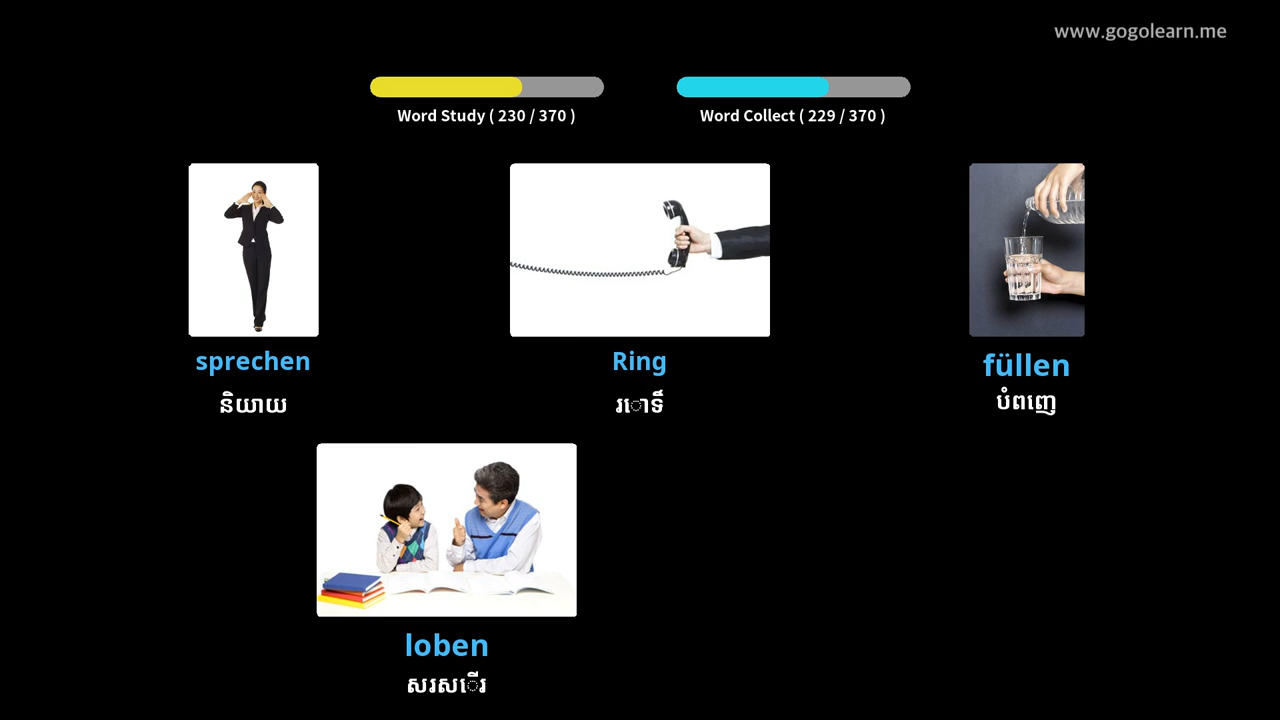 www.gogolearn.me
Word Study ( 230 / 370 )
Word Collect ( 229 / 370 )
sprechen
Ring
füllen
និយាយ
រោទិ៍
បំពញេ
loben
សរសើរ